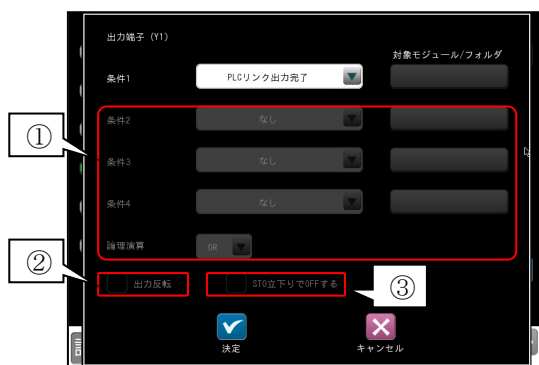 出力端子 (Y1)
対象モジュール/フォルダ
条件1 PLCリンク出力完了
条件2 なし
①
条件3 なし
条件4 なし
論理演算 OR
②
出力反転 STO立下りでOFFする ③
決定 キャンセル